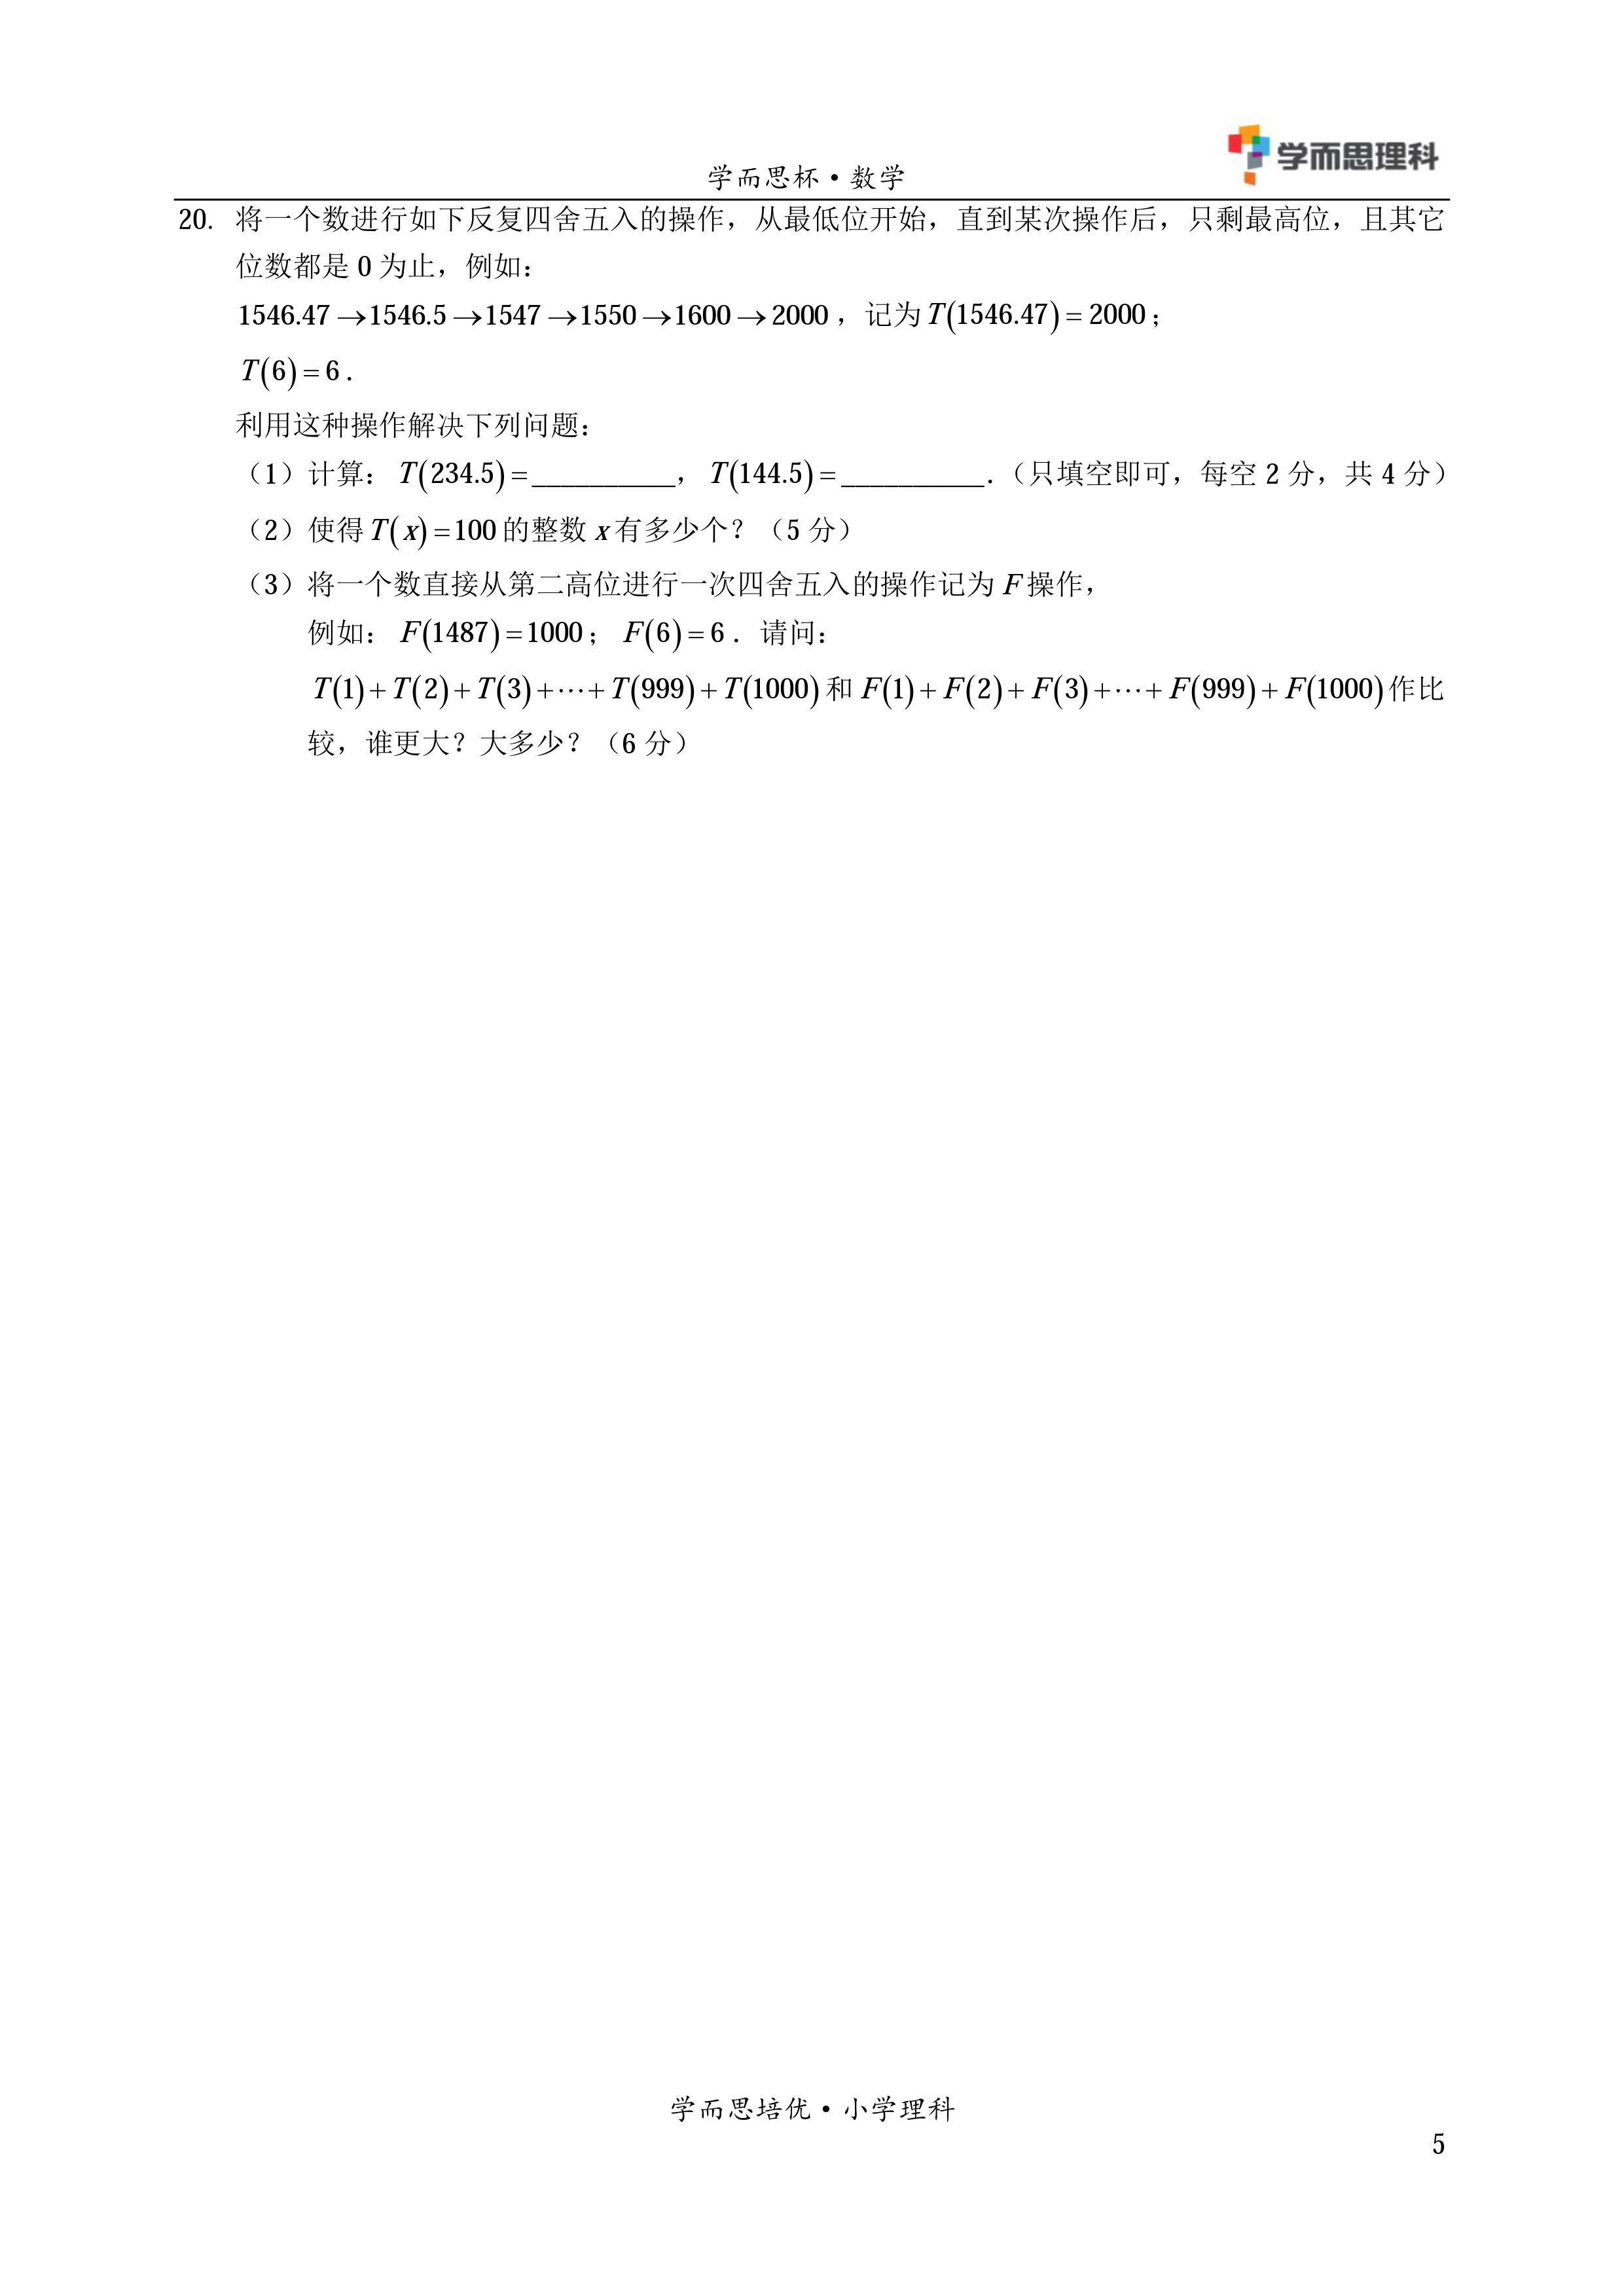 学而思理科
学而思杯·数学
20. 将一个数进行如下反复四舍五入的操作，从最低位开始，直到某次操作后，只剩最高位，且其它
位数都是 0 为止，例如：
1546.47→1546.5→1547→1550→1600→2000，记为T(1546.47)=2000；
T(6)=6．
利用这种操作解决下列问题：
（1）计算：T(234.5)=__________，T(144.5)=__________．（只填空即可，每空 2 分，共 4 分）
（2）使得T(x)=100的整数 x 有多少个？（5 分）
（3）将一个数直接从第二高位进行一次四舍五入的操作记为 F 操作，
例如：F(1487)=1000；F(6)=6．请问：
T(1)+T(2)+T(3)+⋯+T(999)+T(1000)和F(1)+F(2)+F(3)+⋯+F(999)+F(1000)作比
较，谁更大？大多少？（6 分）
学而思培优·小学理科
5